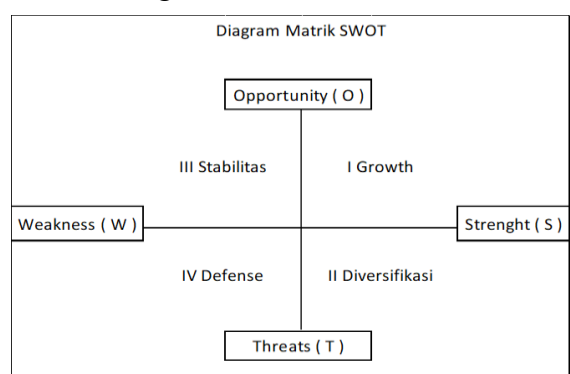 Diagram Matrik SWOT
Opportunity ( O )
III Stabilitas
I Growth
Weakness ( W )
Strenght ( S )
IV Defense
II Diversifikasi
Threats ( T )